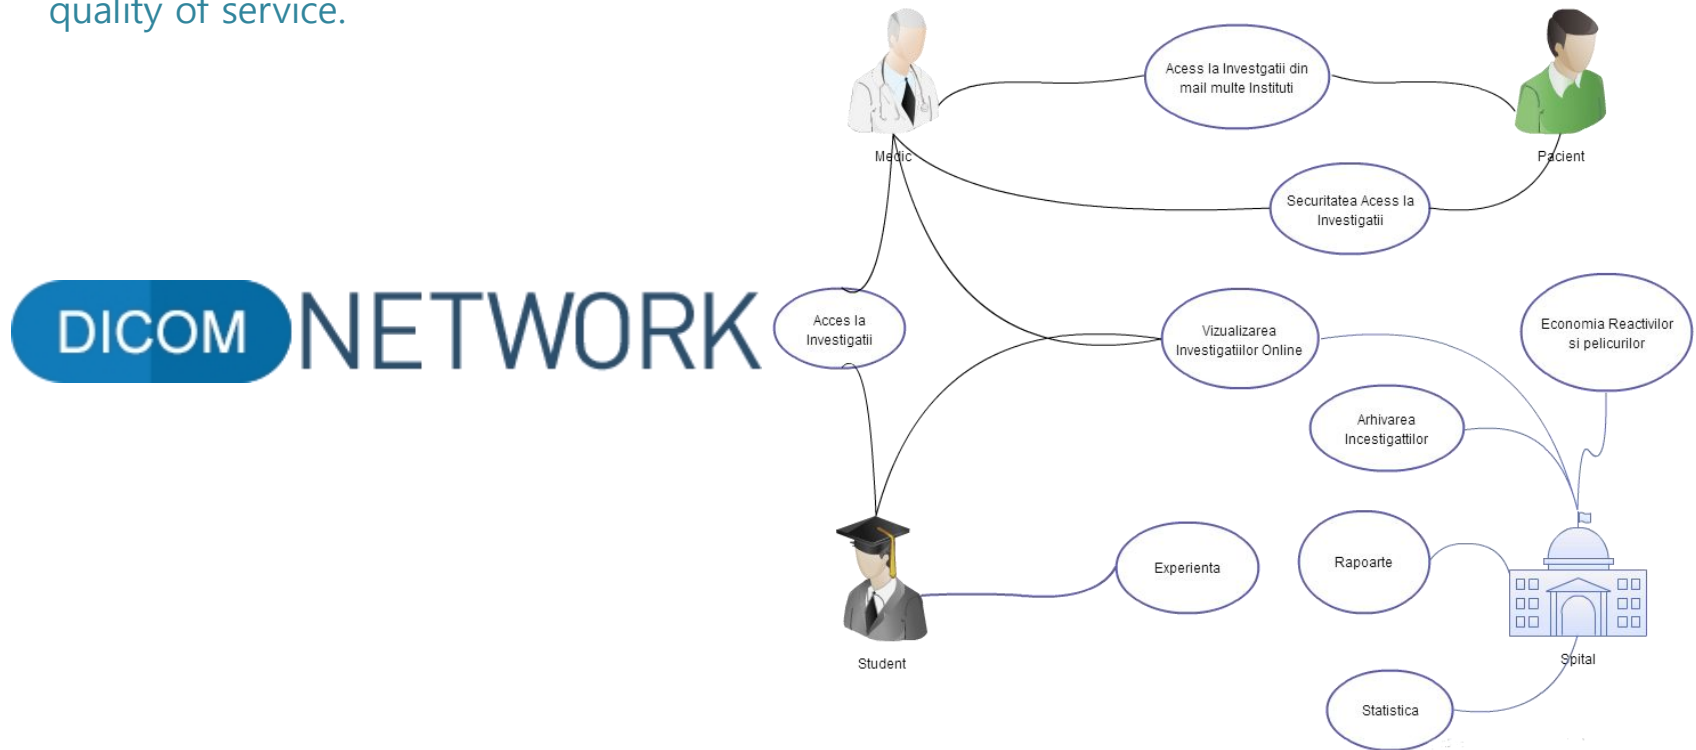 quality of service.
DICOM NETWORK
Acess la Investgatii din
mail multe Instituti
Medic
Pacient
Securitatea Acess la
Investigatii
Acces la
Investigatii
Vizualizarea
Investigatiilor Online
Economia Reactivilor
si pelicurilor
Arhivarea
Incestigattilor
Rapoarte
Experienta
Student
Spital
Statistica